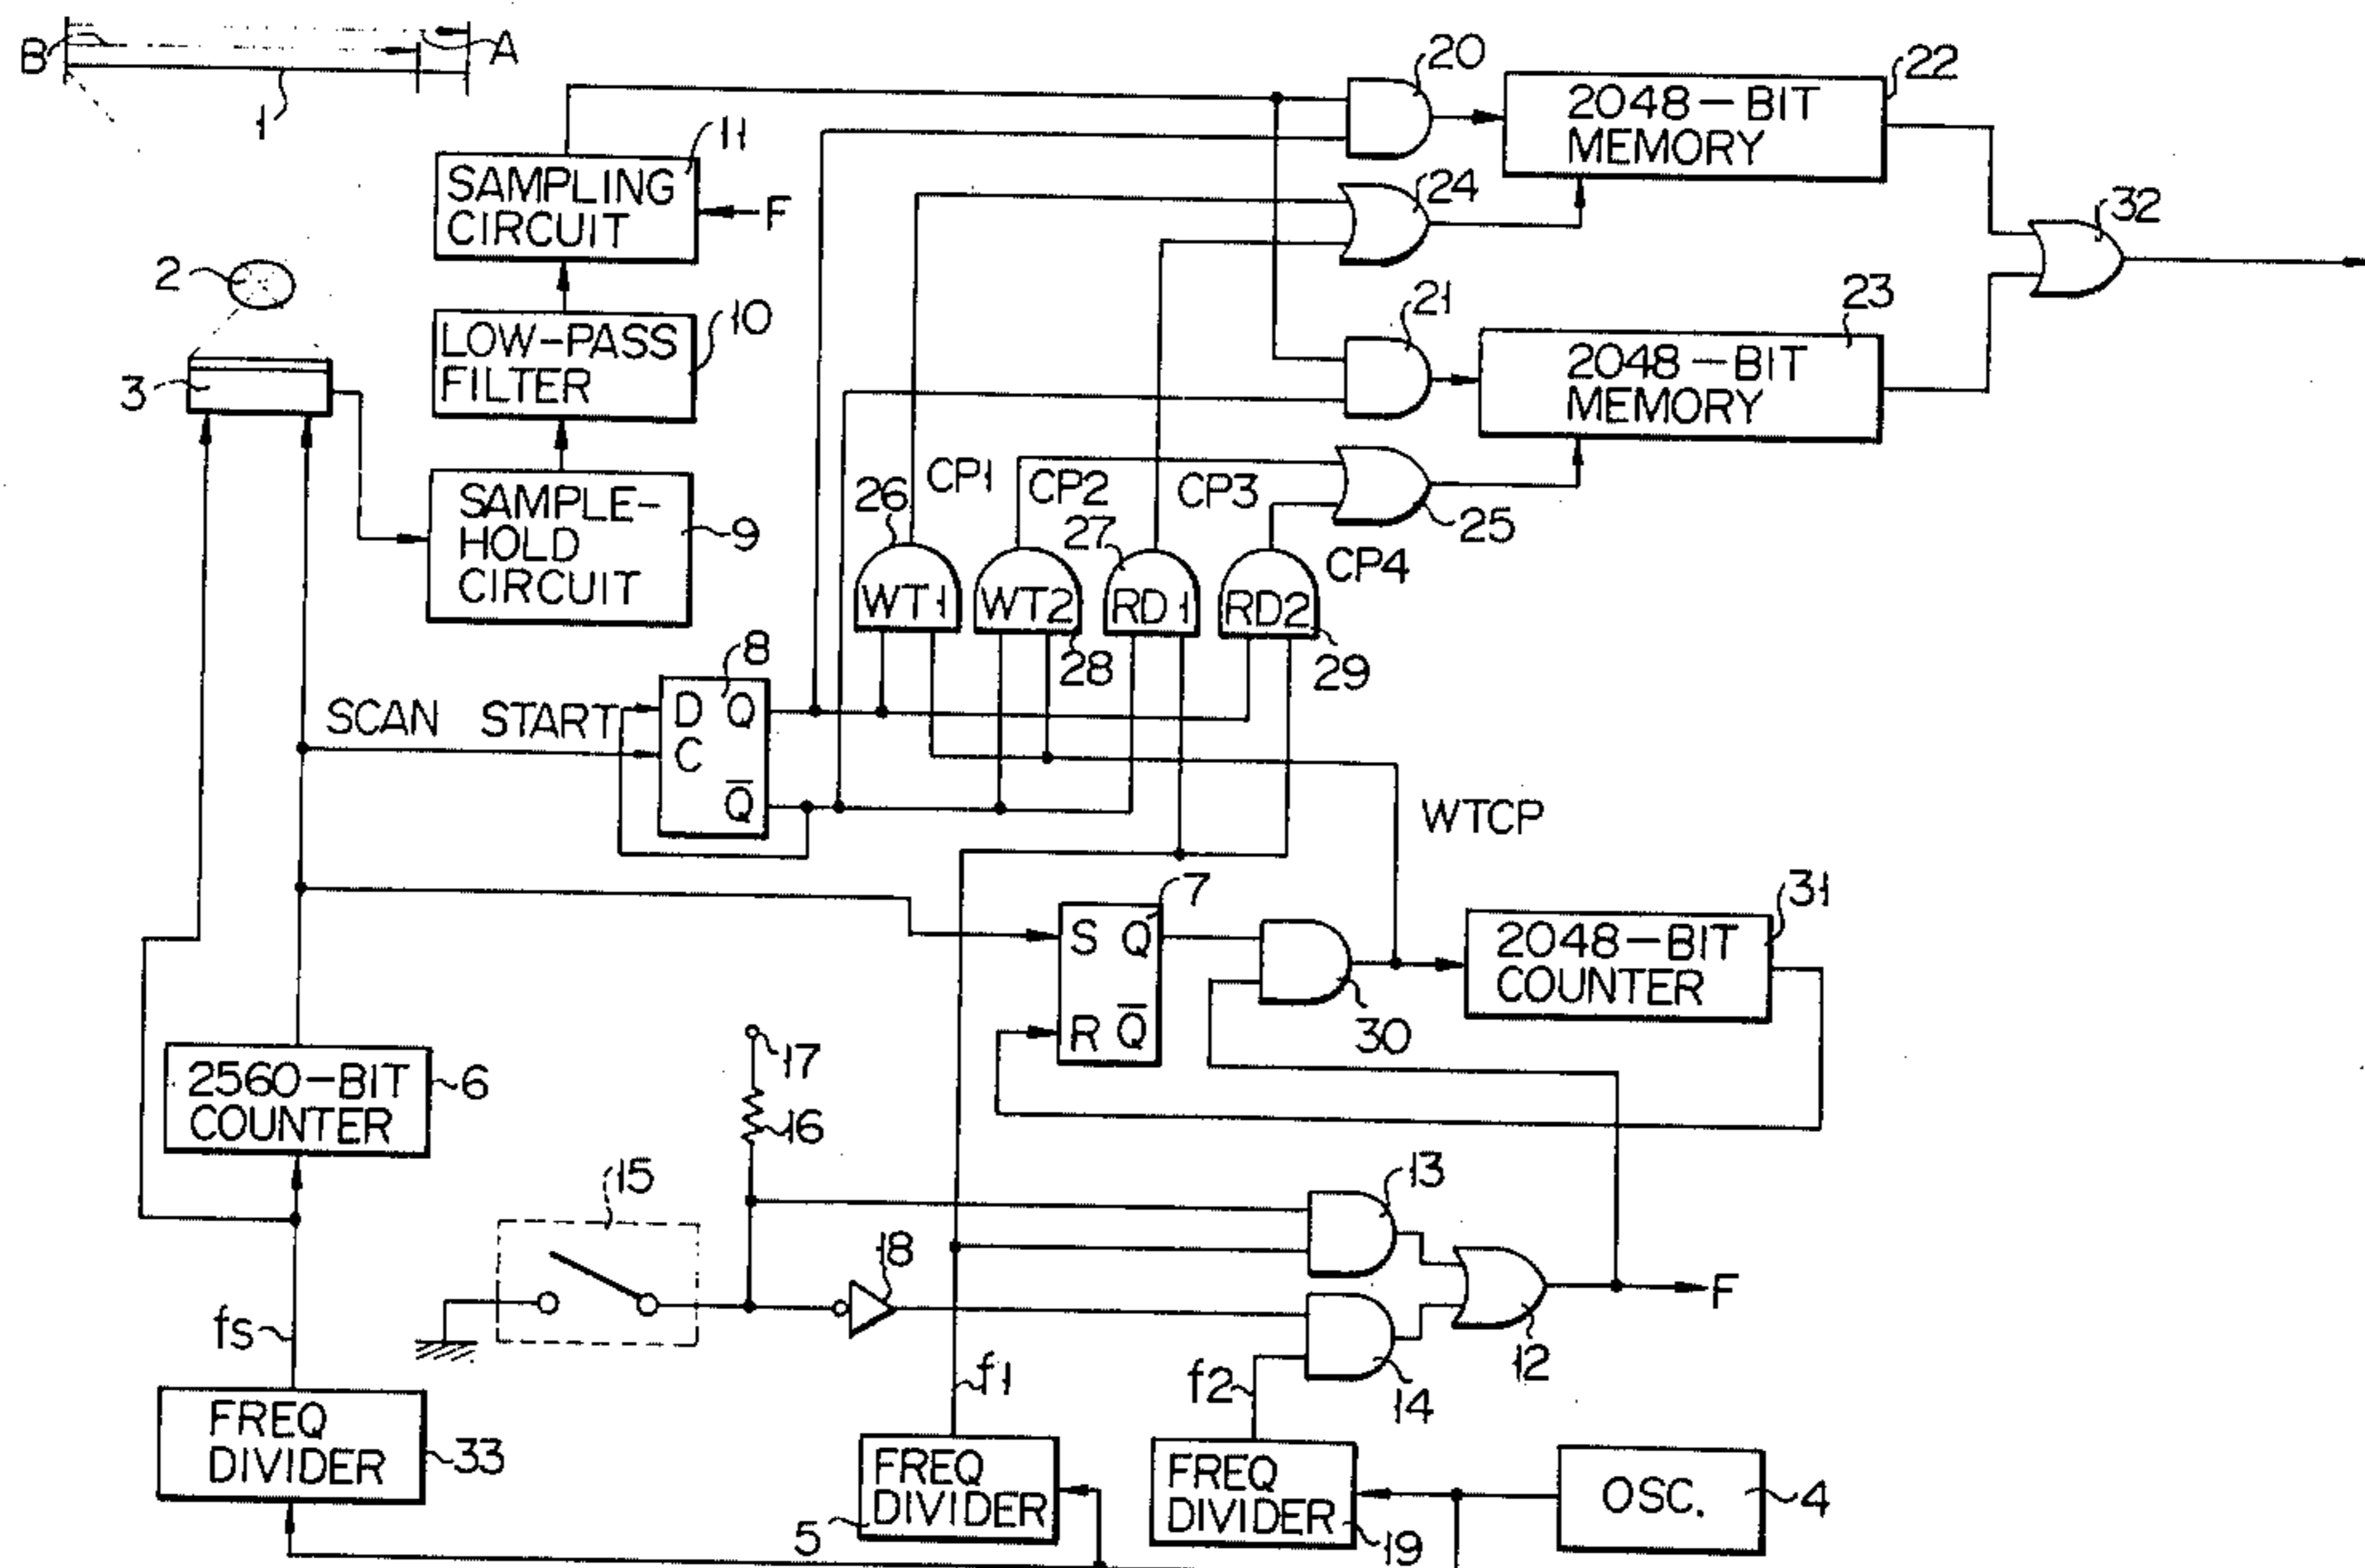 B
A
1
20
2048-BIT
MEMORY
22
11
SAMPLING
CIRCUIT
F
24
32
2
21
23
10
LOW-PASS
FILTER
2048-BIT
MEMORY
3
SAMPLE-
HOLD
CIRCUIT
9
26
CP1
CP2
CP3
27
25
CP4
WT1
WT2
RD1
RD2
28
29
8
SCAN START
D Q
C
Q̅
WTCP
7
31
S Q
2048-BIT
COUNTER
R Q̅
30
17
2560-BIT
COUNTER
6
16
15
13
18
F
fs
f1
f2
14
12
FREQ
DIVIDER
33
FREQ
DIVIDER
5
FREQ
DIVIDER
19
OSC.
4